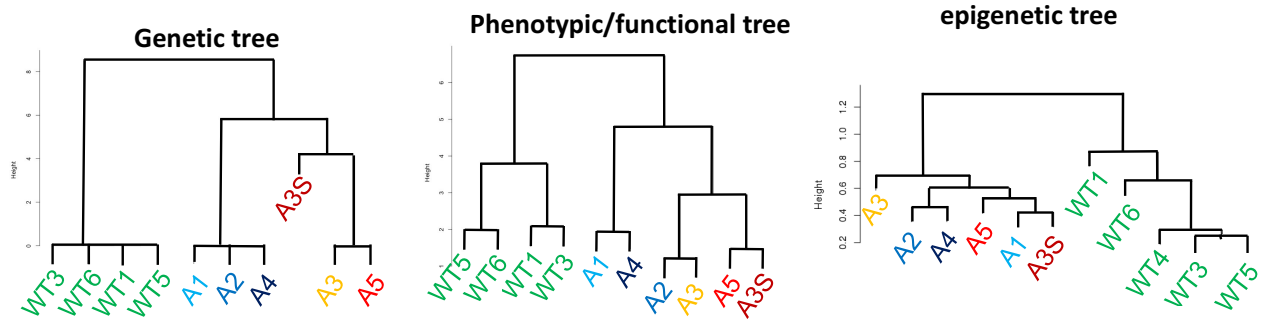 Genetic tree
Height
8
6
4
2
0
A3S
WT3 WT6 WT1 WT5 A1 A2 A4 A3 A5
Phenotypic/functional tree
Height
6
5
4
3
2
1
WT5 WT6 WT1 WT3 A1 A4 A2 A3 A5 A3S
epigenetic tree
Height
1.2
1.0
0.8
0.6
0.4
0.2
A3 A2 A4 A5 A1 A3S WT1 WT6 WT4 WT3 WT5